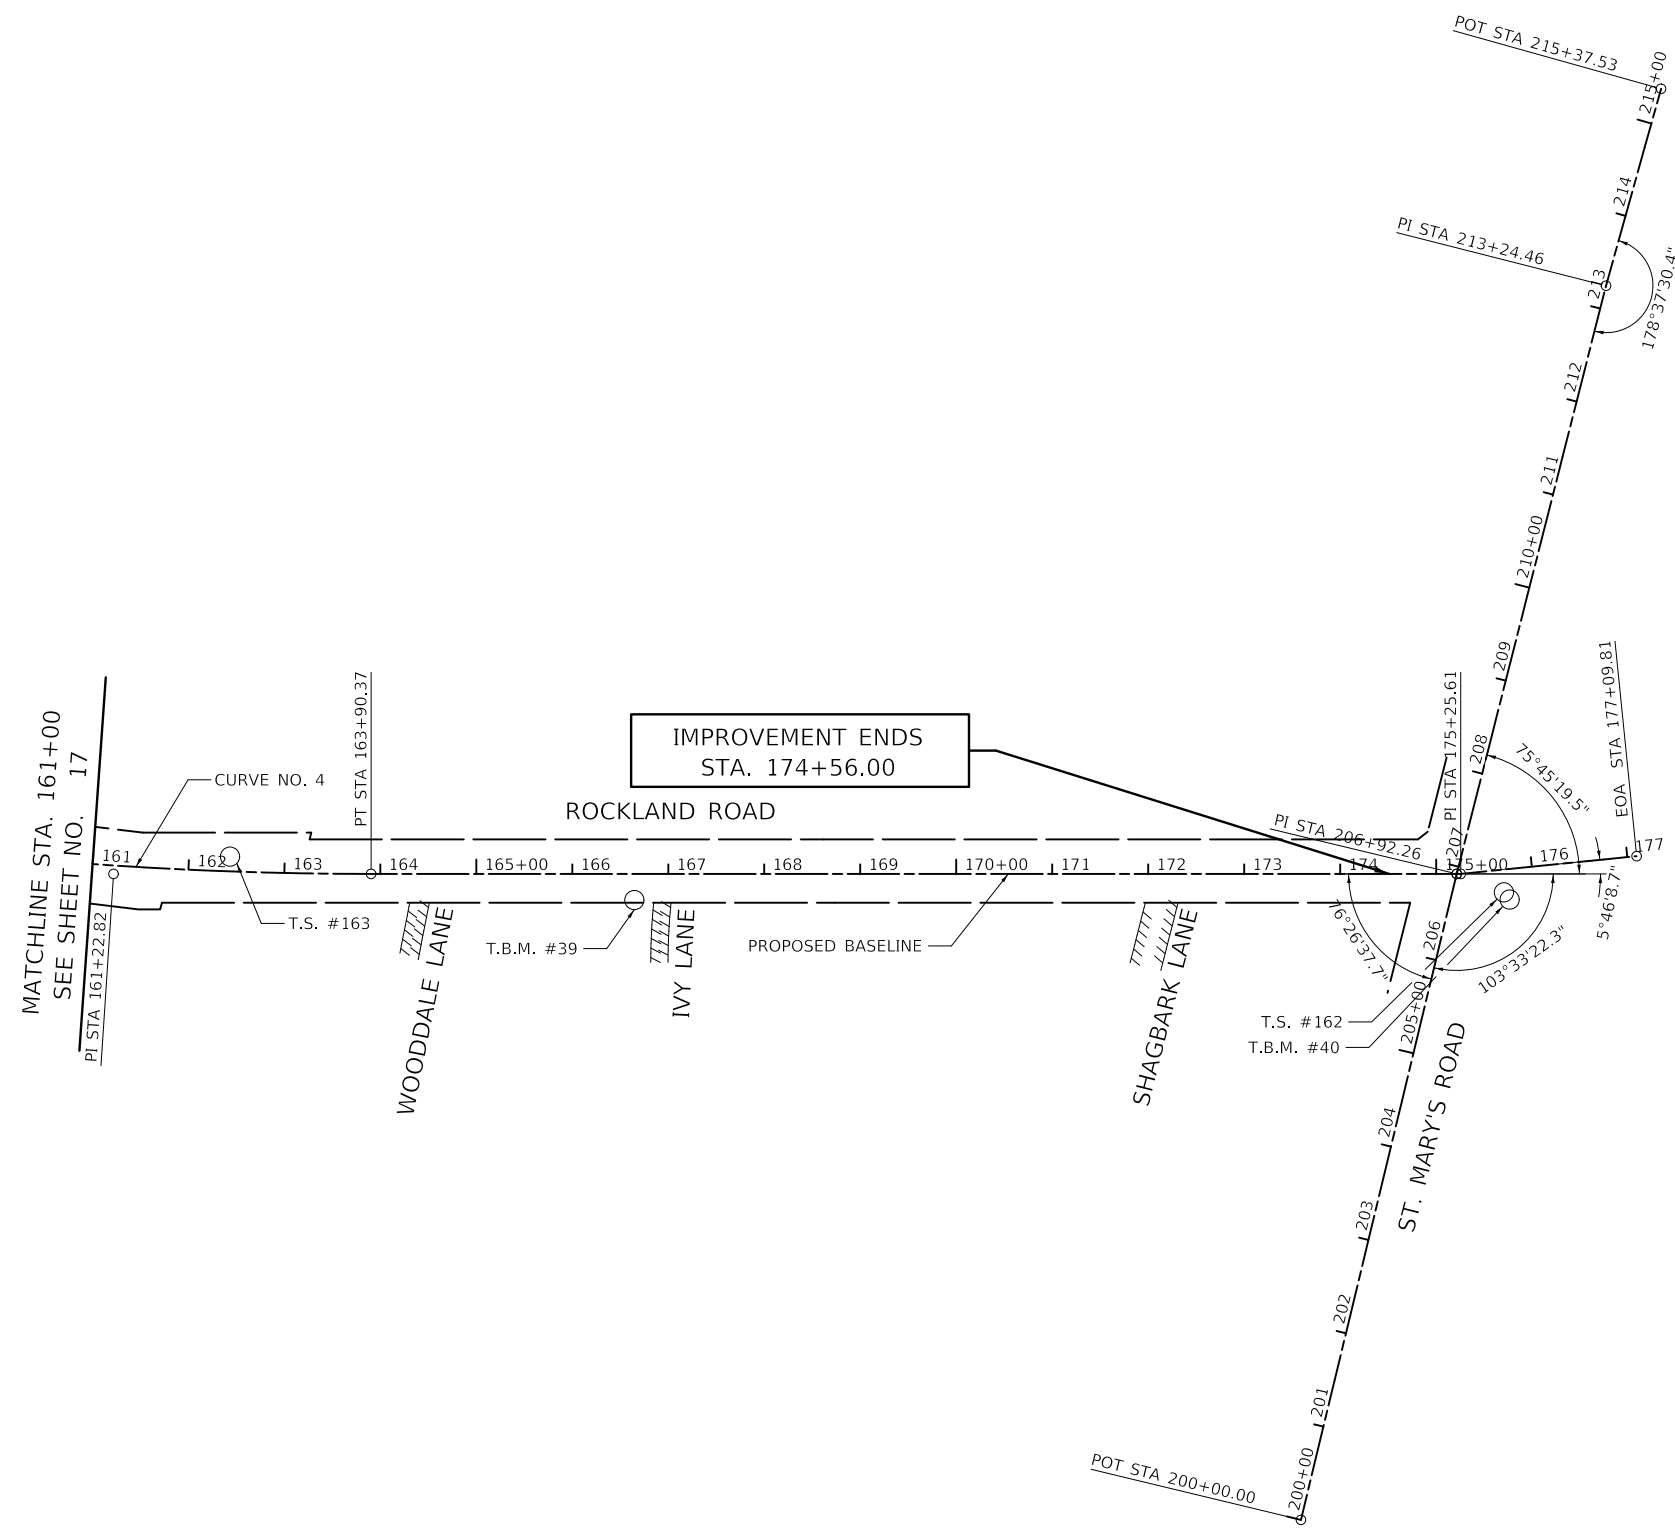 POT STA 215+37.53
215+00
214
PI STA 213+24.46
213
178°37'30.4"
212
211
210+00
209
208
75°45'19.5"
EOA STA 177+09.81
PI STA 175+25.61
207
PI STA 206+92.26
IMPROVEMENT ENDS
STA. 174+56.00
ROCKLAND ROAD
PT STA 163+90.37
CURVE NO. 4
MATCHLINE STA. 161+00
SEE SHEET NO. 17
PI STA 161+22.82
161
162
163
164
165+00
166
167
168
169
170+00
171
172
173
174
175+00
176
177
5°46'8.7"
T.S. #163
T.B.M. #39
PROPOSED BASELINE
WOODDALE LANE
IVY LANE
SHAGBARK LANE
76°26'37.7"
103°33'22.3"
206
205+00
T.S. #162
T.B.M. #40
ST. MARY'S ROAD
204
203
202
201
200+00
POT STA 200+00.00